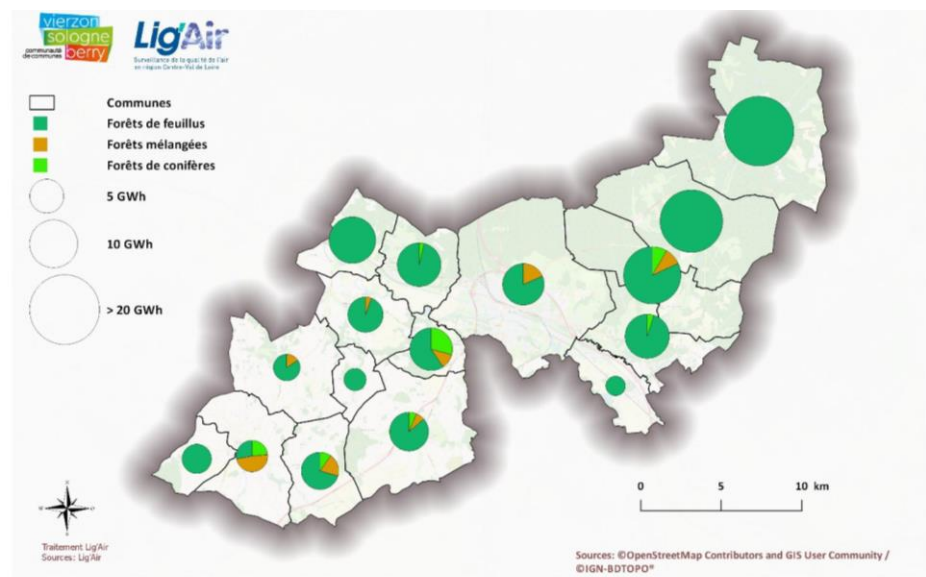 vierzon
sologne
berry
communauté
de communes
Lig'Air
Surveillance de la qualité de l'air
en région Centre-Val de Loire
Communes
Forêts de feuillus
Forêts mélangées
Forêts de conifères
5 GWh
10 GWh
> 20 GWh
0 5 10 km
Traitement Lig'Air
Sources: Lig'Air
Sources: ©OpenStreetMap Contributors and GIS User Community /
©IGN-BDTOPO®